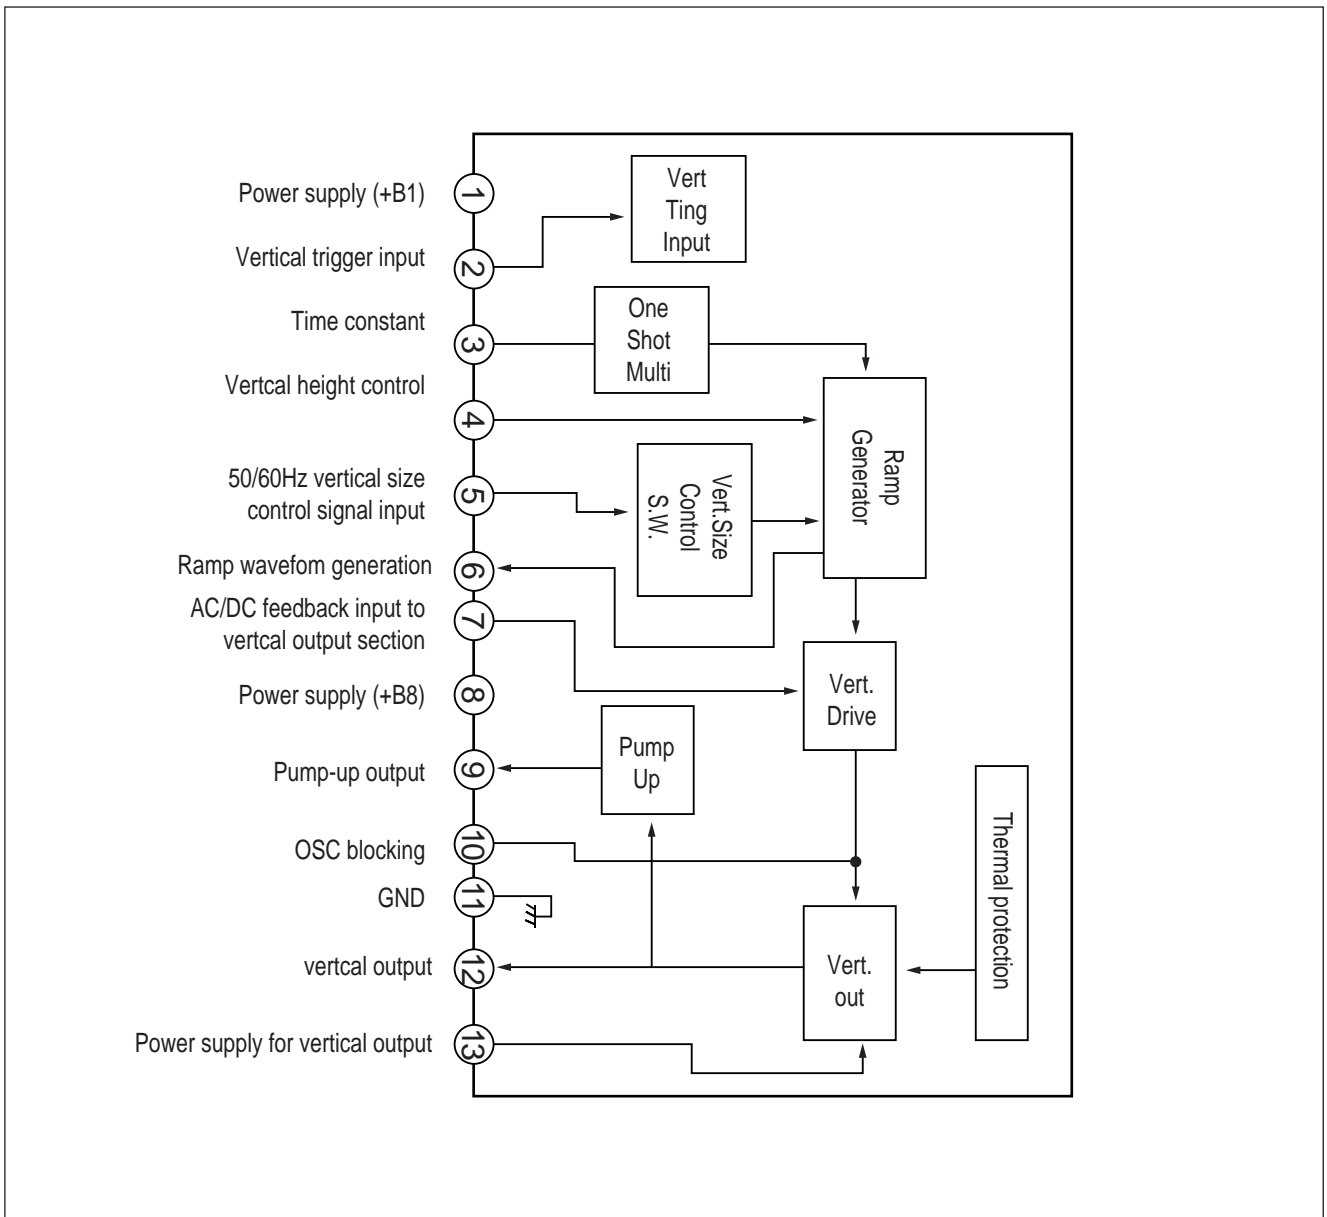 Power supply (+B1)
1
Vert
Ting
Input
Vertical trigger input
2
Time constant
3
One
Shot
Multi
Vertcal height control
4
Ramp
Generator
50/60Hz vertical size
control signal input
5
Vert.Size
Control
S.W.
Ramp wavefom generation
6
AC/DC feedback input to
vertcal output section
7
Vert.
Drive
Power supply (+B8)
8
Pump-up output
9
Pump
Up
OSC blocking
10
Thermal protection
GND
11
vertcal output
12
Vert.
out
Power supply for vertical output
13